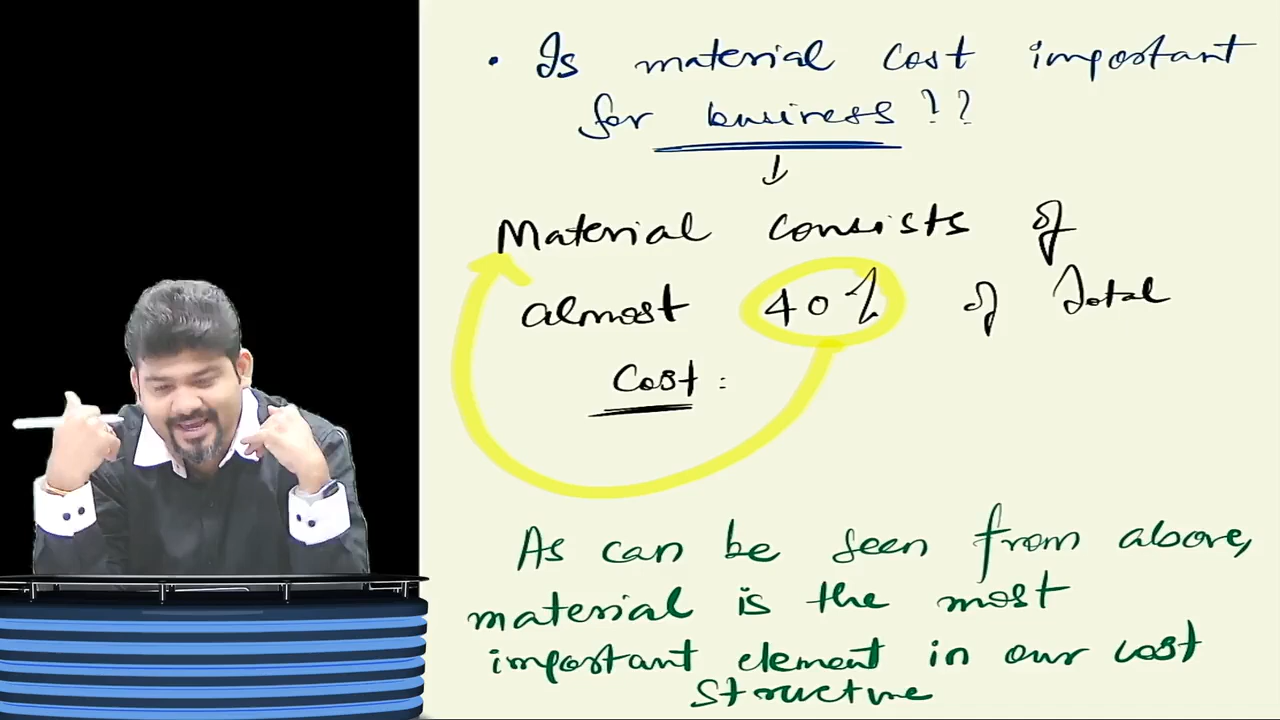 • Is material cost important
for business ??
↓
Material consists of
almost 40% of Total
Cost :
As can be seen from above,
material is the most
important element in our cost
structure